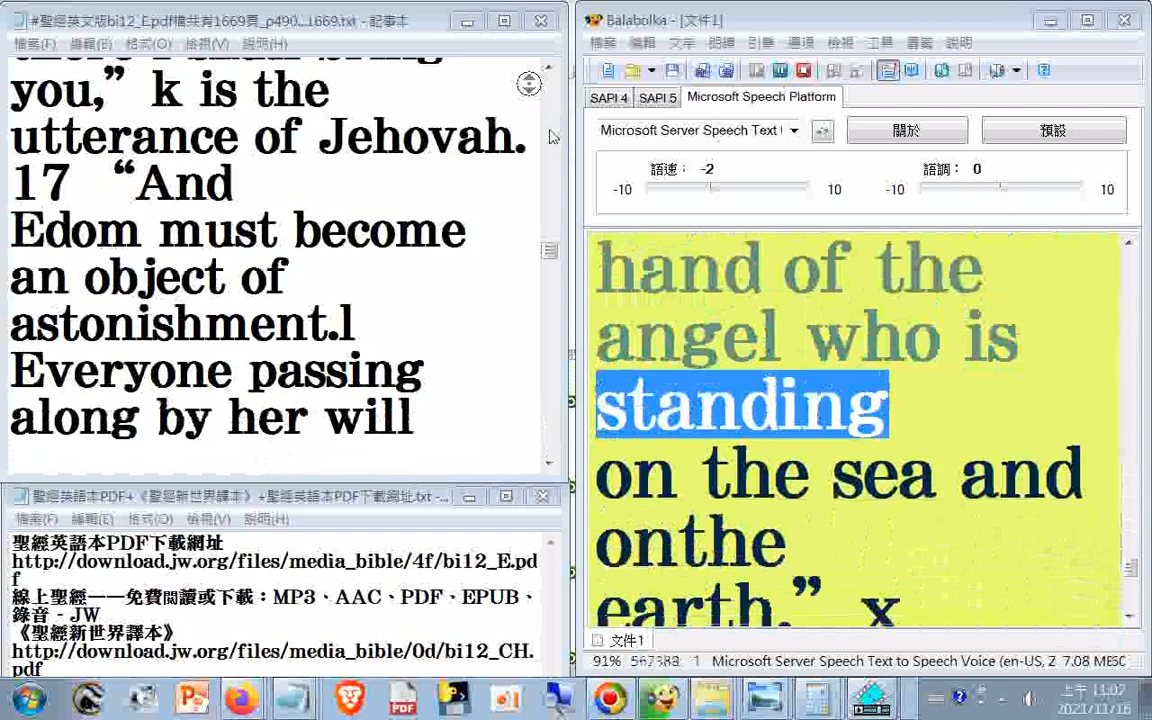 #聖經英文版bi12_E.pdf檔共有1669頁_p490...1669.txt - 記事本
檔案(F) 編輯(E) 格式(O) 檢視(V) 說明(H)
you,” k is the
utterance of Jehovah.
17 “And
Edom must become
an object of
astonishment.l
Everyone passing
along by her will
聖經英語本PDF+《聖經新世界譯本》+聖經英語本PDF下載網址.txt -...
檔案(F) 編輯(E) 格式(O) 檢視(V) 說明(H)
聖經英語本PDF下載網址
http://download.jw.org/files/media_bible/4f/bi12_E.pd
f
線上聖經——免費閱讀或下載：MP3、AAC、PDF、EPUB、
錄音 - JW
《聖經新世界譯本》
http://download.jw.org/files/media_bible/0d/bi12_CH.
pdf
Balabolka - [文件1]
檔案 編輯 文字 朗讀 引擎 選項 檢視 工具 書籤 說明
SAPI 4 SAPI 5 Microsoft Speech Platform
Microsoft Server Speech Text 關於 預設
語速： -2 語調： 0
-10 10 -10 10
hand of the
angel who is
standing
on the sea and
onthe
earth.” x
文件1
91% 567388 1 Microsoft Server Speech Text to Speech Voice (en-US, Z 7.08 МБ
上午 11:02
2021/11/16